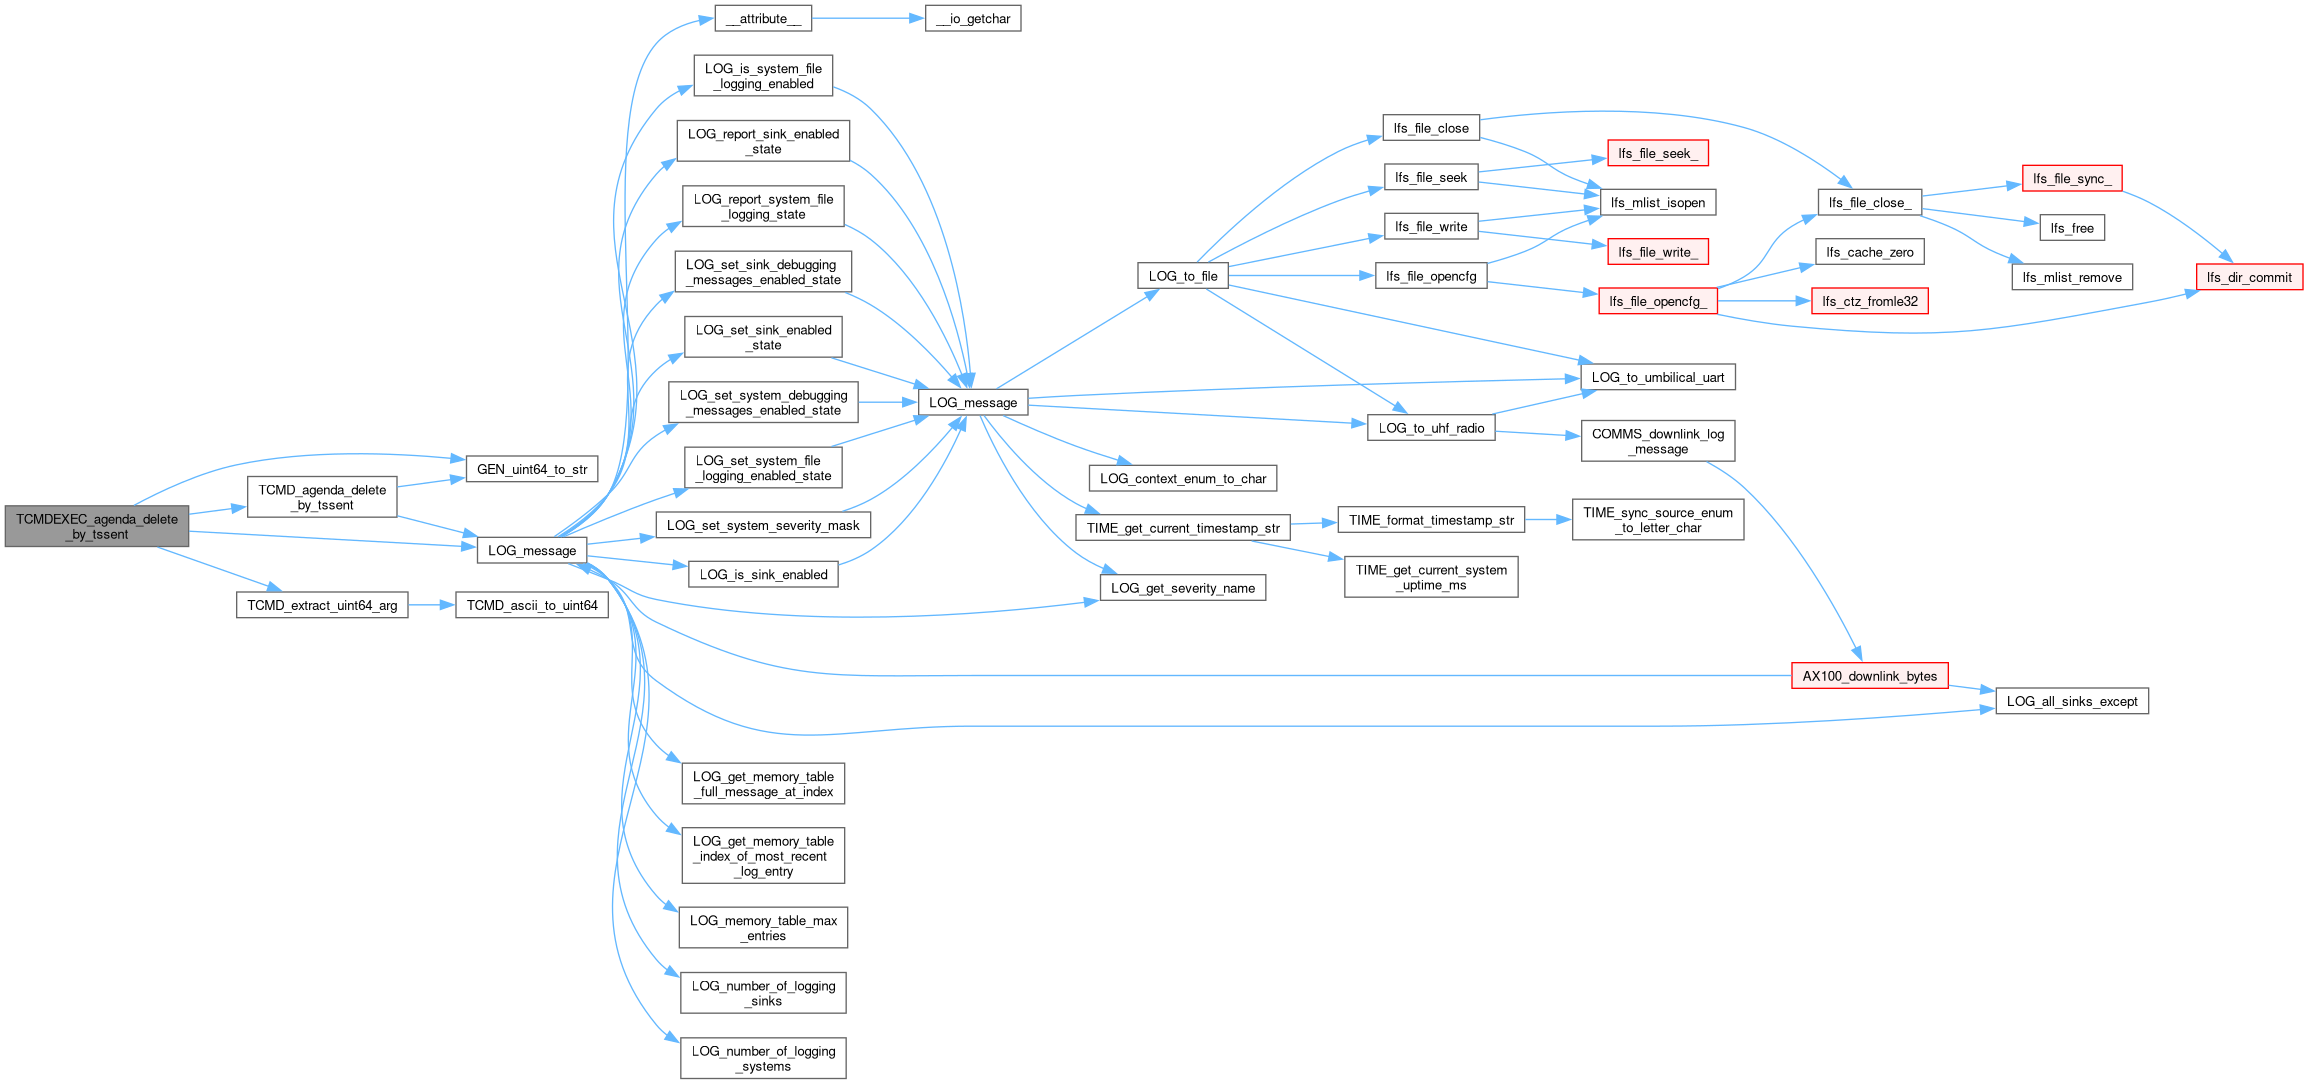 __attribute__
__io_getchar
LOG_is_system_file
_logging_enabled
LOG_report_sink_enabled
_state
LOG_report_system_file
_logging_state
LOG_set_sink_debugging
_messages_enabled_state
LOG_set_sink_enabled
_state
LOG_set_system_debugging
_messages_enabled_state
LOG_set_system_file
_logging_enabled_state
LOG_set_system_severity_mask
LOG_is_sink_enabled
GEN_uint64_to_str
TCMD_agenda_delete
_by_tssent
TCMDEXEC_agenda_delete
_by_tssent
LOG_message
TCMD_extract_uint64_arg
TCMD_ascii_to_uint64
LOG_message
LOG_to_file
lfs_file_close
lfs_file_seek
lfs_file_write
lfs_file_opencfg
lfs_file_seek_
lfs_mlist_isopen
lfs_file_write_
lfs_file_opencfg_
lfs_file_close_
lfs_cache_zero
lfs_ctz_fromle32
lfs_file_sync_
lfs_free
lfs_mlist_remove
lfs_dir_commit
LOG_to_umbilical_uart
LOG_to_uhf_radio
COMMS_downlink_log
_message
LOG_context_enum_to_char
TIME_get_current_timestamp_str
TIME_format_timestamp_str
TIME_sync_source_enum
_to_letter_char
TIME_get_current_system
_uptime_ms
LOG_get_severity_name
AX100_downlink_bytes
LOG_all_sinks_except
LOG_get_memory_table
_full_message_at_index
LOG_get_memory_table
_index_of_most_recent
_log_entry
LOG_memory_table_max
_entries
LOG_number_of_logging
_sinks
LOG_number_of_logging
_systems